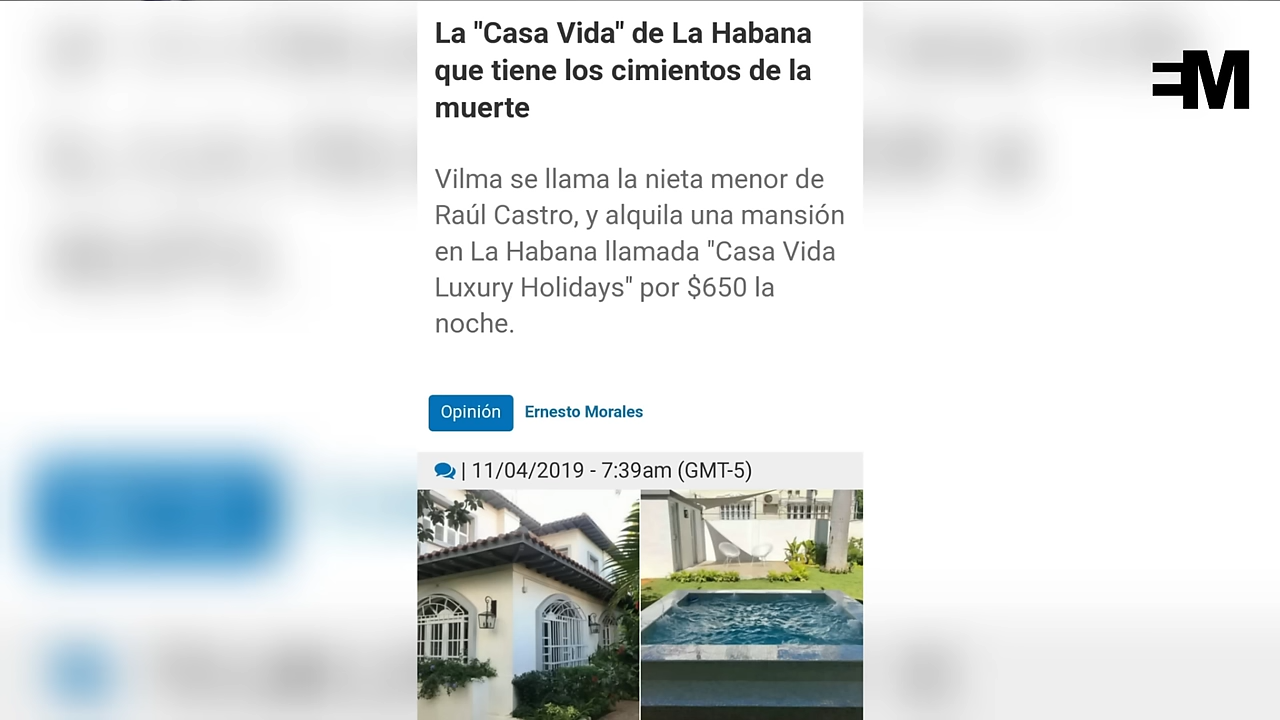 La "Casa Vida" de La Habana
que tiene los cimientos de la
muerte
Vilma se llama la nieta menor de
Raúl Castro, y alquila una mansión
en La Habana llamada "Casa Vida
Luxury Holidays" por $650 la
noche.
Opinión Ernesto Morales
| 11/04/2019 - 7:39am (GMT-5)
EM